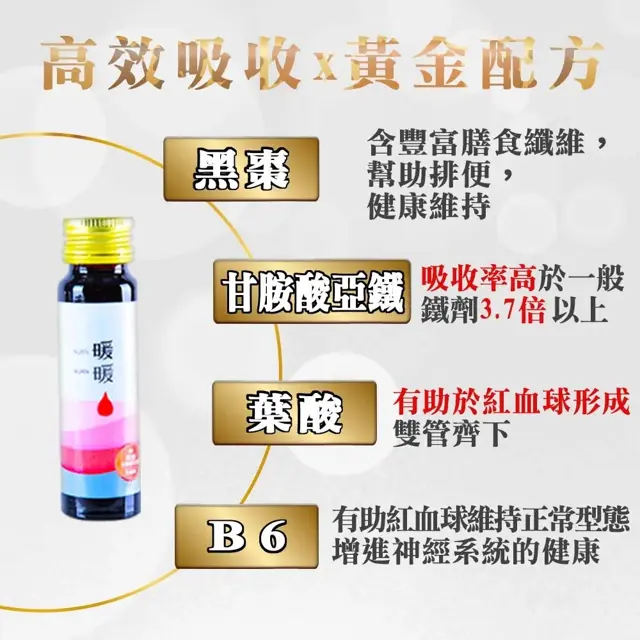 高效吸收x黃金配方
黑棗
含豐富膳食纖維，
幫助排便，
健康維持
甘胺酸亞鐵
吸收率高於一般
鐵劑3.7倍以上
暖
暖
葉酸
有助於紅血球形成
雙管齊下
B6
有助紅血球維持正常型態
增進神經系統的健康